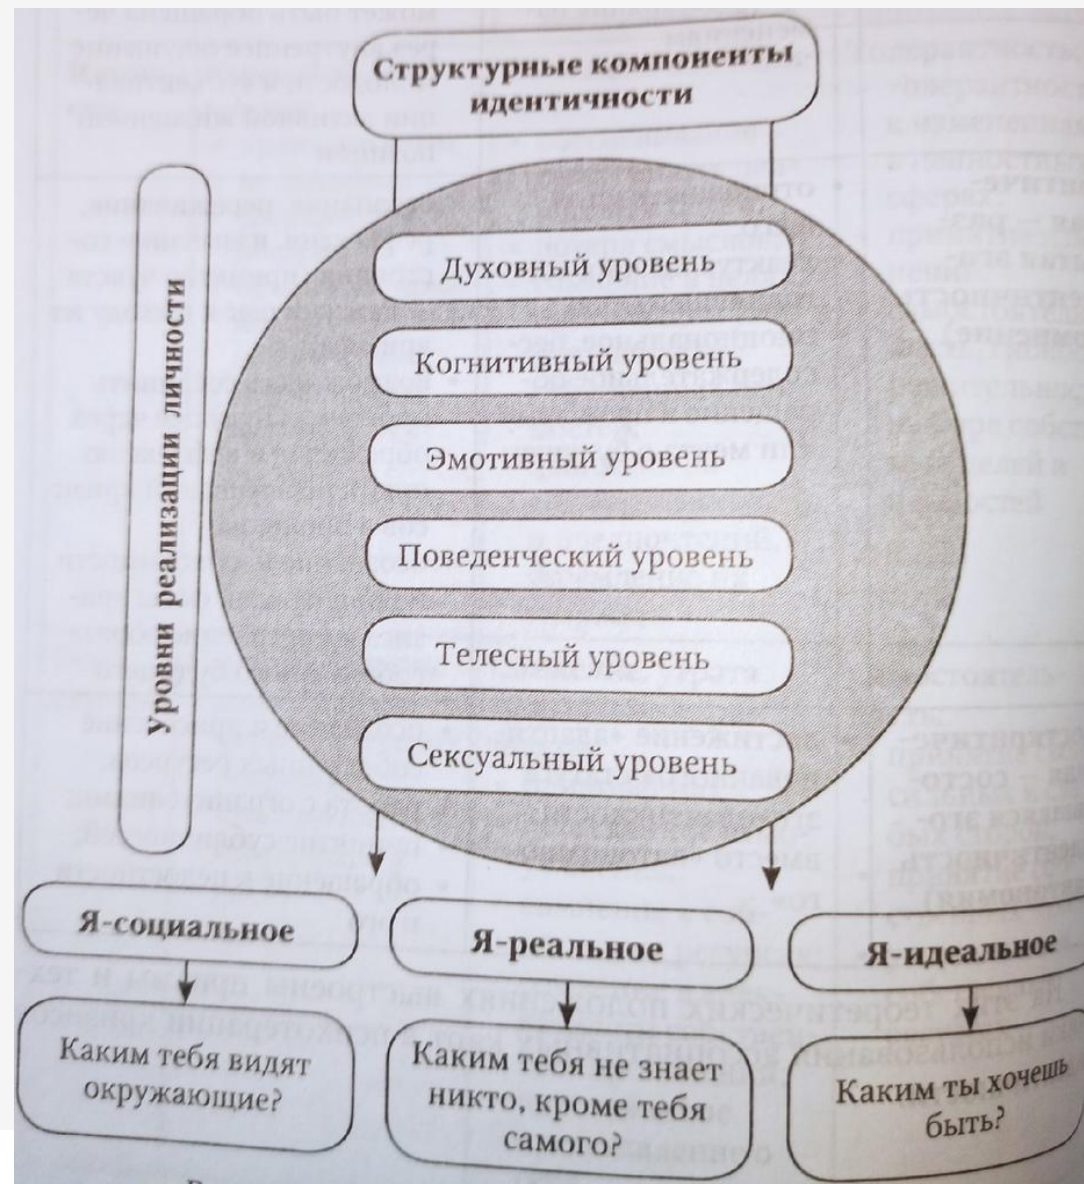 Структурные компоненты
идентичности
Уровни реализации личности
Духовный уровень
Когнитивный уровень
Эмотивный уровень
Поведенческий уровень
Телесный уровень
Сексуальный уровень
Я-социальное
Я-реальное
Я-идеальное
Каким тебя видят
окружающие?
Каким тебя не знает
никто, кроме тебя
самого?
Каким ты хочешь
быть?